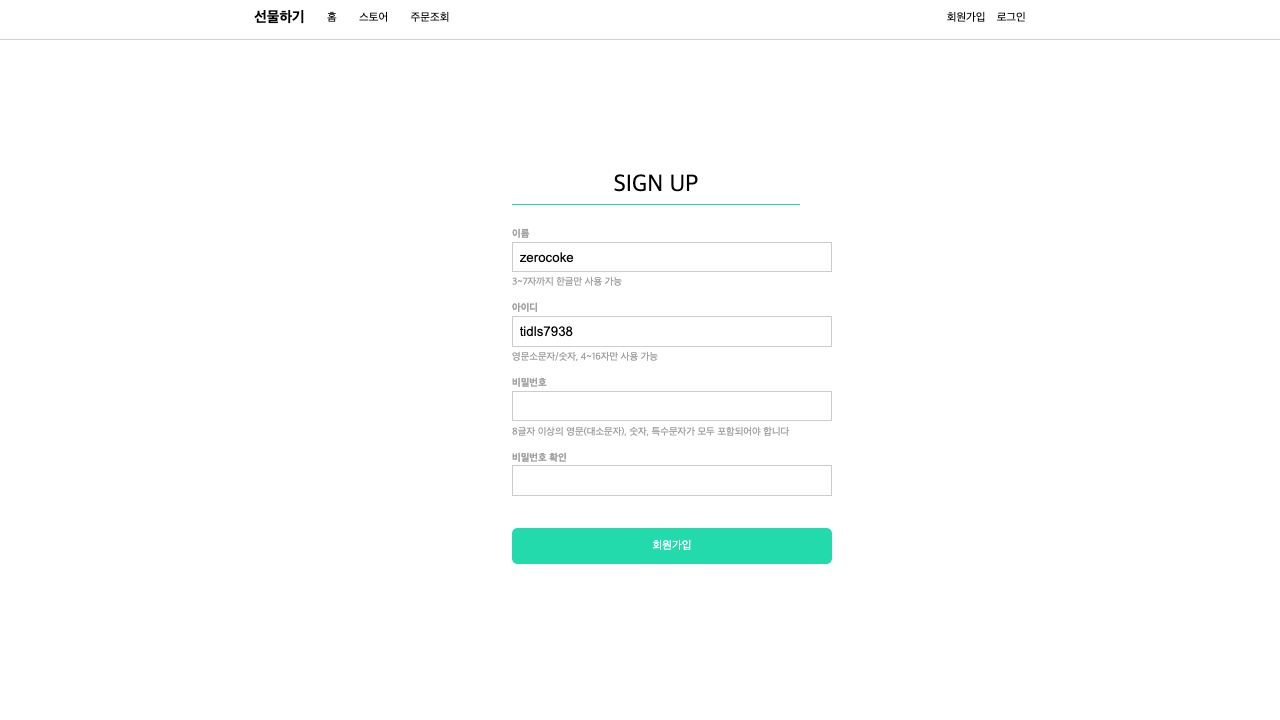 선물하기 홈 스토어 주문조회 회원가입 로그인
SIGN UP
이름
zerocoke
3~7자까지 한글만 사용 가능
아이디
tidls7938
영문소문자/숫자, 4~16자만 사용 가능
비밀번호
8글자 이상의 영문(대소문자), 숫자, 특수문자가 모두 포함되어야 합니다
비밀번호 확인
회원가입